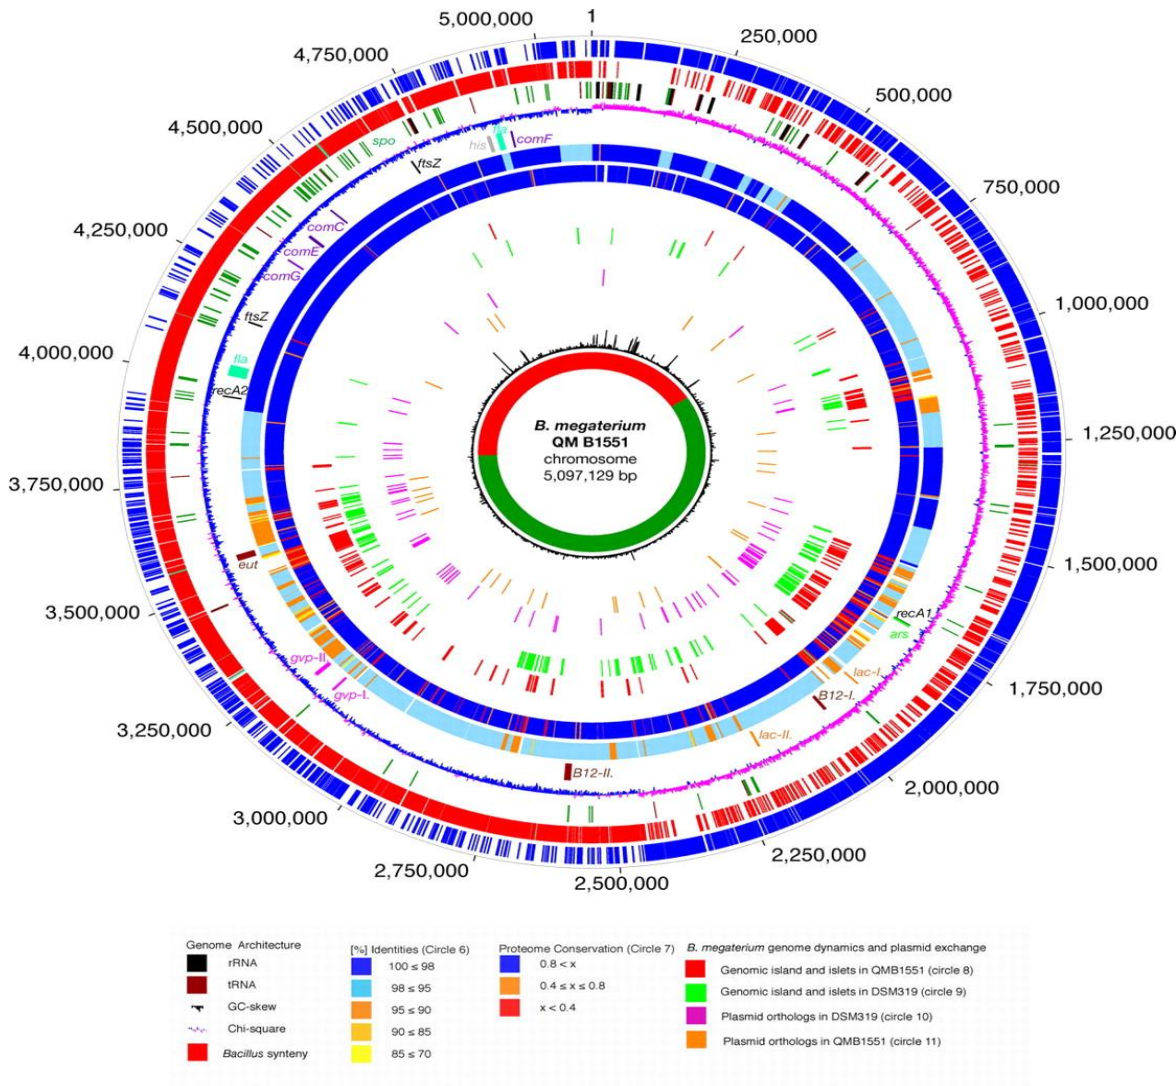 1
250,000
500,000
750,000
1,000,000
1,250,000
1,500,000
1,750,000
2,000,000
2,250,000
2,500,000
2,750,000
3,000,000
3,250,000
3,500,000
3,750,000
4,000,000
4,250,000
4,500,000
4,750,000
5,000,000
spo
ftsZ
his
fla
comF
comC
comE
comG
ftsZ
fla
recA2
eut
gvp-II
gvp-I.
B12-II.
lac-II.
B12-I.
lac-I.
ars
recA1
B. megaterium
QM B1551
chromosome
5,097,129 bp
Genome Architecture
rRNA
tRNA
GC-skew
Chi-square
Bacillus synteny
[%] Identities (Circle 6)
100 ≤ 98
98 ≤ 95
95 ≤ 90
90 ≤ 85
85 ≤ 70
Proteome Conservation (Circle 7)
0.8 < x
0.4 ≤ x ≤ 0.8
x < 0.4
B. megaterium genome dynamics and plasmid exchange
Genomic island and islets in QMB1551 (circle 8)
Genomic island and islets in DSM319 (circle 9)
Plasmid orthologs in DSM319 (circle 10)
Plasmid orthologs in QMB1551 (circle 11)